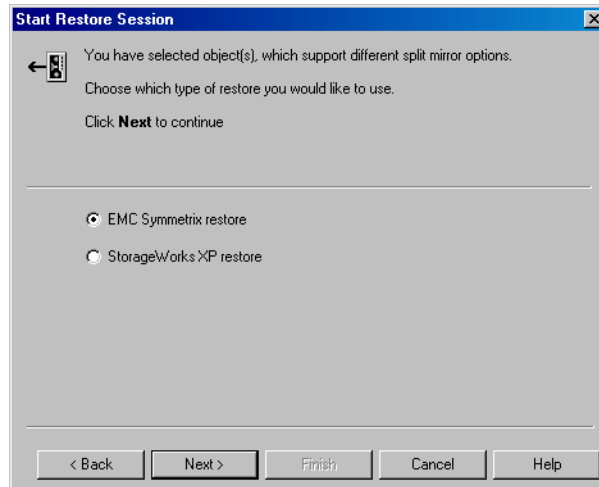 Start Restore Session
You have selected object(s), which support different split mirror options.
Choose which type of restore you would like to use.
Click Next to continue
EMC Symmetrix restore
StorageWorks XP restore
< Back
Next >
Finish
Cancel
Help